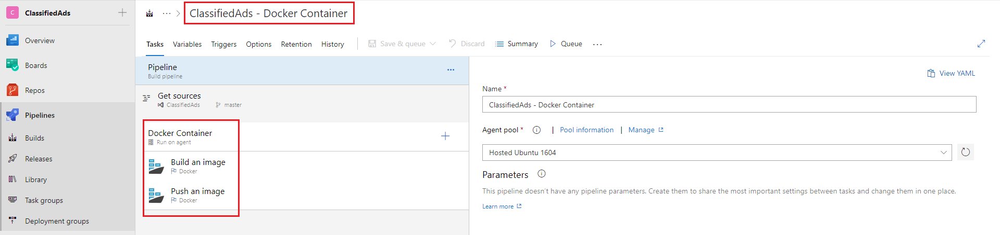 C ClassifiedAds
Overview
Boards
Repos
Pipelines
Builds
Releases
Library
Task groups
Deployment groups
··· > ClassifiedAds - Docker Container
Tasks Variables Triggers Options Retention History Save & queue Discard Summary Queue ···
Pipeline ···
Build pipeline
Get sources
ClassifiedAds master
Docker Container
Run on agent
Build an image
Docker
Push an image
Docker
View YAML
Name *
ClassifiedAds - Docker Container
Agent pool * | Pool information | Manage
Hosted Ubuntu 1604
Parameters
This pipeline doesn't have any pipeline parameters. Create them to share the most important settings between tasks and change them in one place.
Learn more